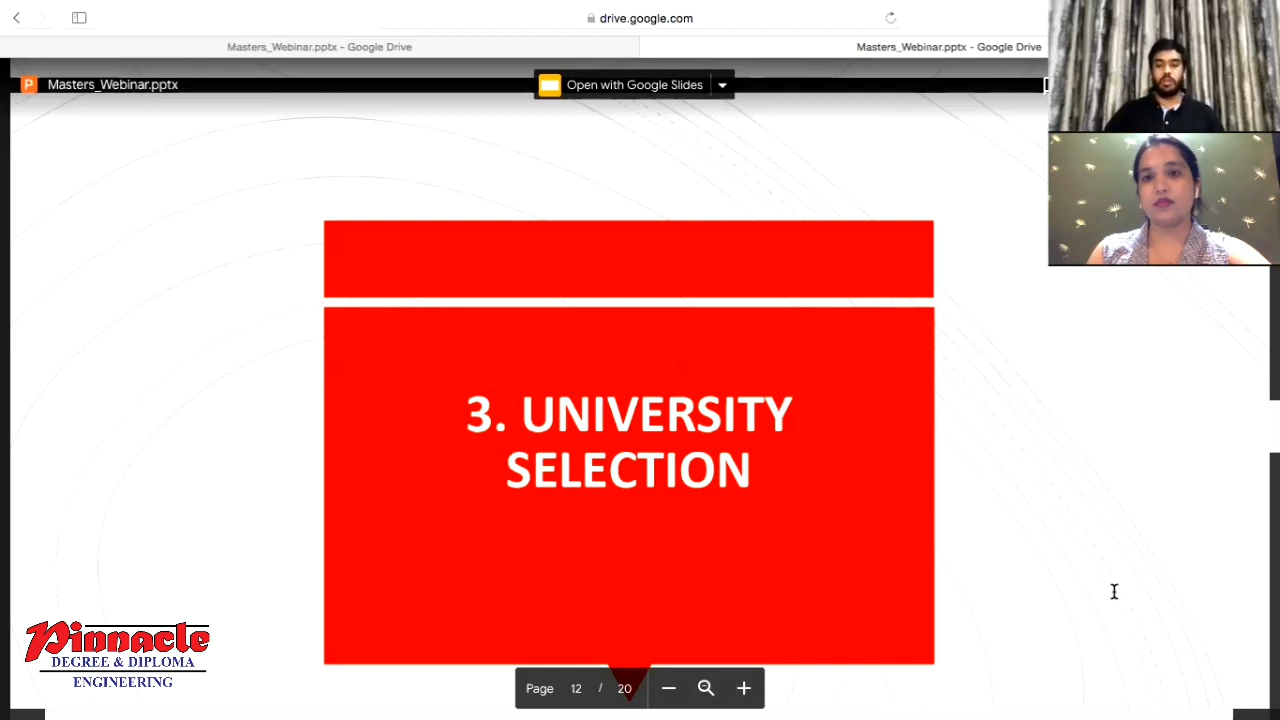 drive.google.com
Masters_Webinar.pptx - Google Drive
Masters_Webinar.pptx - Google Drive
P Masters_Webinar.pptx
Open with Google Slides
3. UNIVERSITY
SELECTION
Pinnacle
DEGREE & DIPLOMA
ENGINEERING
Page 12 / 20